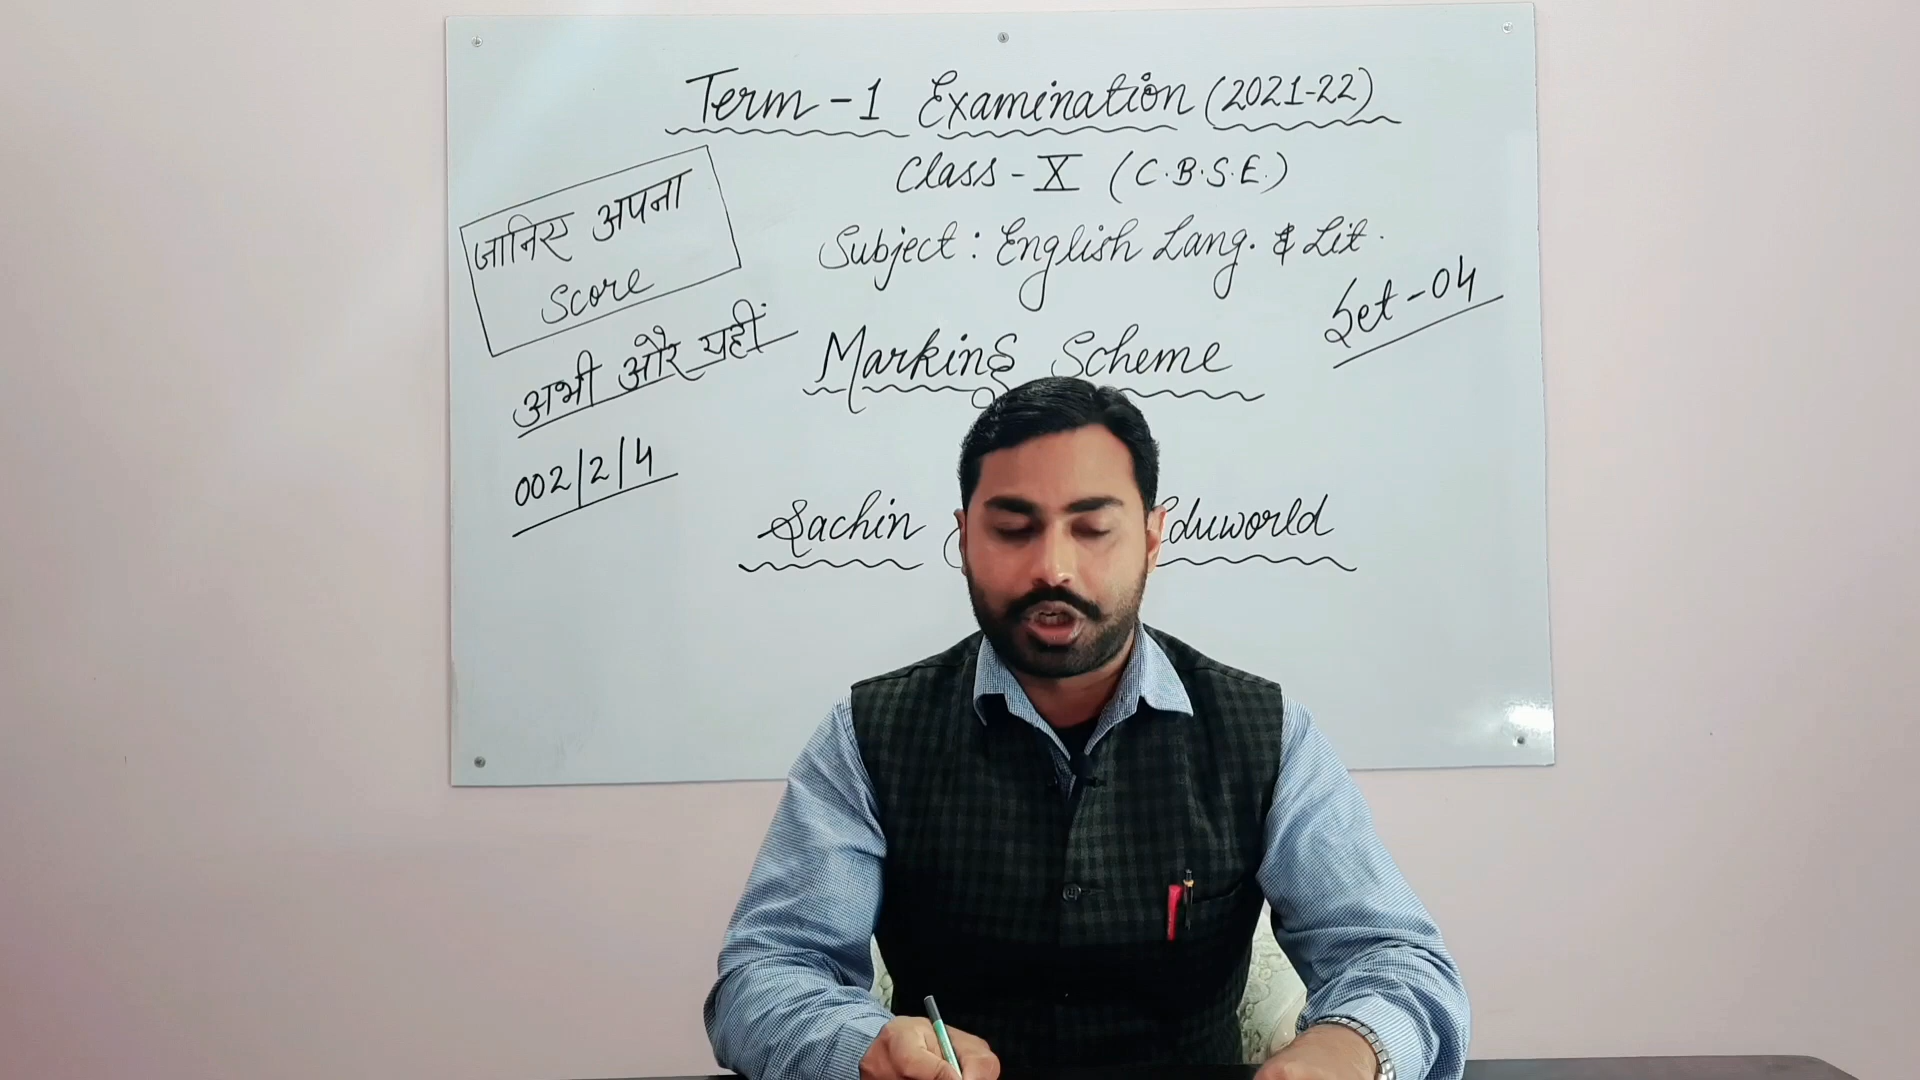 Term - 1 Examination (2021-22)
Class - X (C.B.S.E.)
Subject : English Lang. & Lit.
Set - 04
Marking Scheme
Sachin
Eduworld
जानिए अपना
Score
अभी और यहीं
002/2/4